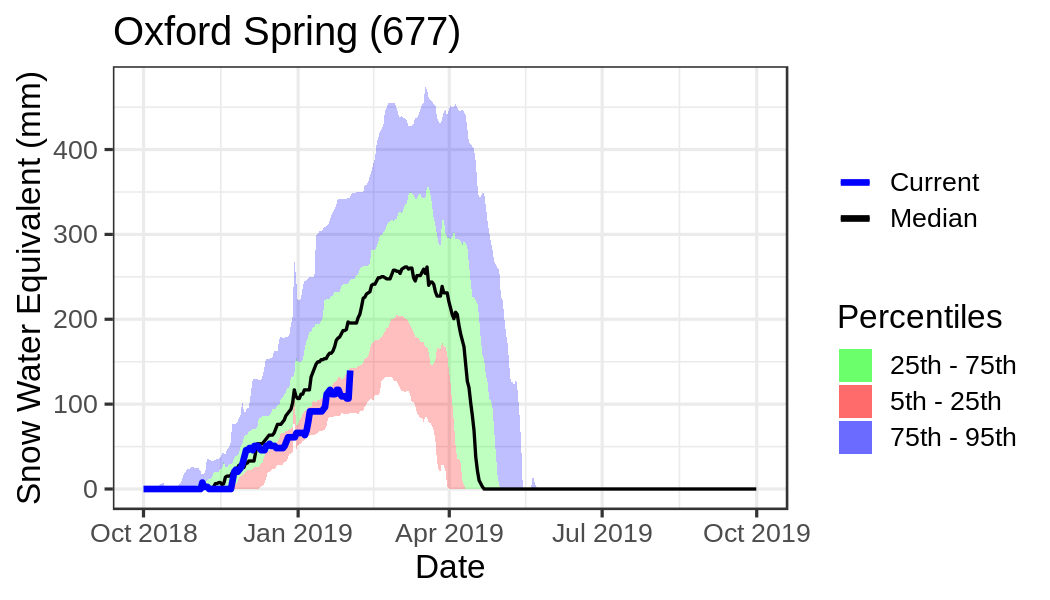 Oxford Spring (677)
Snow Water Equivalent (mm)
400
300
200
100
0
Oct 2018
Jan 2019
Apr 2019
Jul 2019
Oct 2019
Date
Current
Median
Percentiles
25th - 75th
5th - 25th
75th - 95th